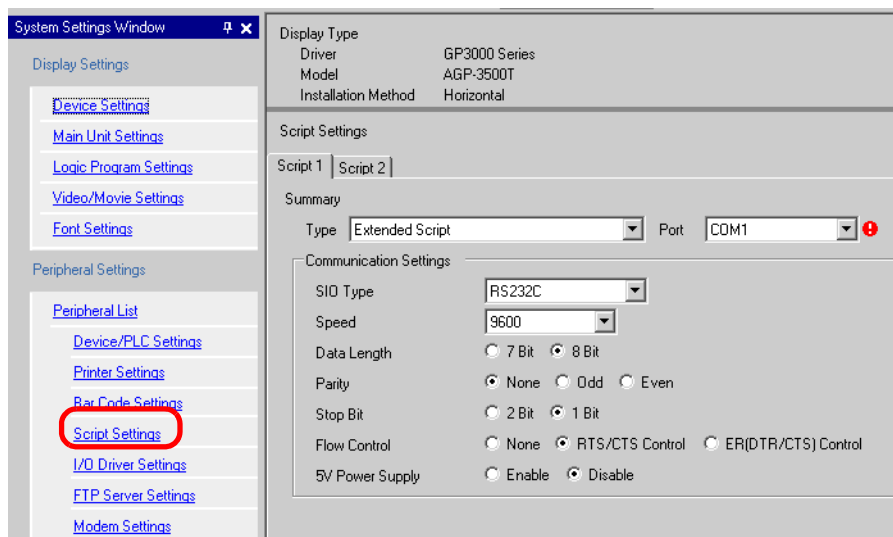 System Settings Window
Display Settings
Device Settings
Main Unit Settings
Logic Program Settings
Video/Movie Settings
Font Settings
Peripheral Settings
Peripheral List
Device/PLC Settings
Printer Settings
Bar Code Settings
Script Settings
I/O Driver Settings
FTP Server Settings
Modem Settings
Display Type
Driver GP3000 Series
Model AGP-3500T
Installation Method Horizontal
Script Settings
Script 1 Script 2
Summary
Type Extended Script Port COM1
Communication Settings
SIO Type RS232C
Speed 9600
Data Length 7 Bit 8 Bit
Parity None Odd Even
Stop Bit 2 Bit 1 Bit
Flow Control None RTS/CTS Control ER(DTR/CTS) Control
5V Power Supply Enable Disable